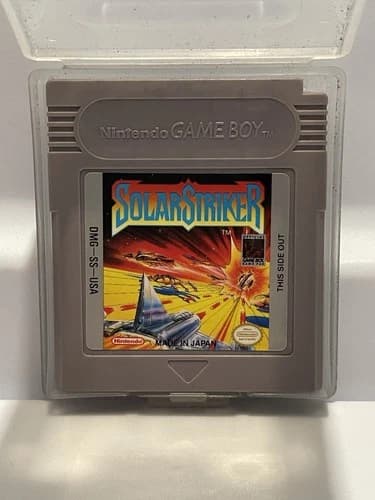 Nintendo GAME BOY™
SOLARSTRIKER
TM
DMG-SS-USA
THIS SIDE OUT
Nintendo
MADE IN JAPAN